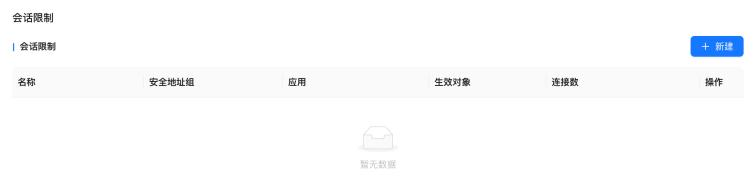 会话限制
会话限制
新建
名称 安全地址组 应用 生效对象 连接数 操作
暂无数据